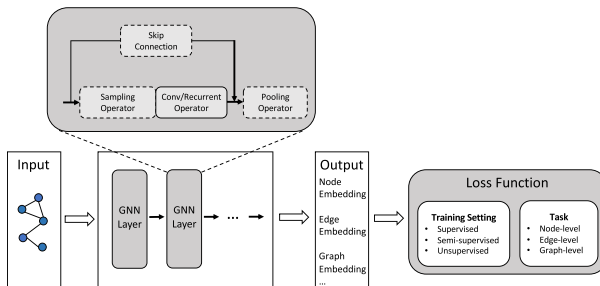 Skip
Connection
Sampling
Operator
Conv/Recurrent
Operator
Pooling
Operator
Input
GNN
Layer
GNN
Layer
...
Output
Node
Embedding
Edge
Embedding
Graph
Embedding
...
Loss Function
Training Setting
• Supervised
• Semi-supervised
• Unsupervised
Task
• Node-level
• Edge-level
• Graph-level